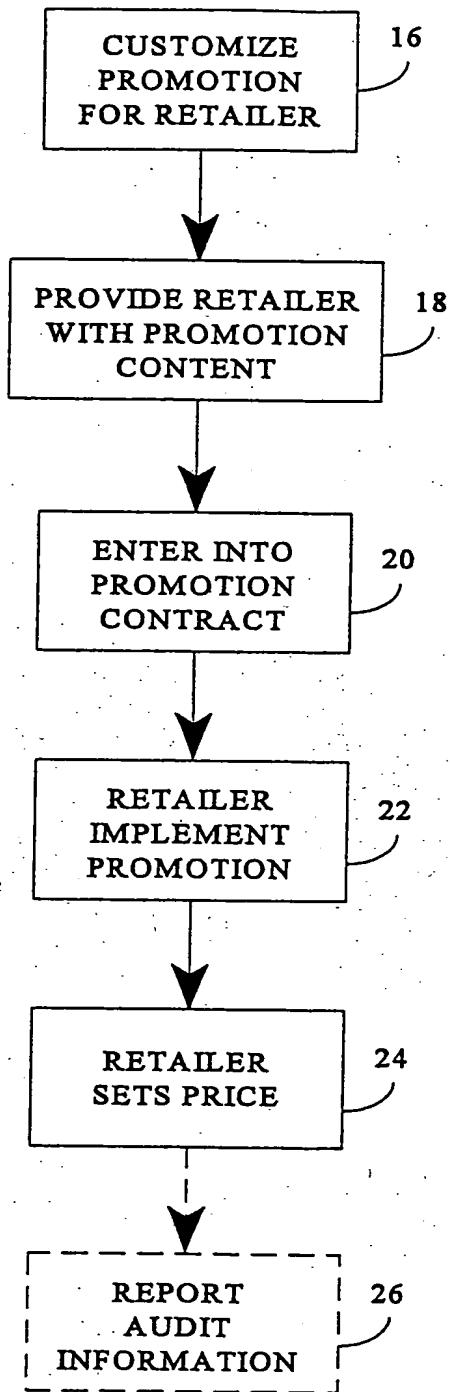 CUSTOMIZE
PROMOTION
FOR RETAILER
16
PROVIDE RETAILER
WITH PROMOTION
CONTENT
18
ENTER INTO
PROMOTION
CONTRACT
20
RETAILER
IMPLEMENT
PROMOTION
22
RETAILER
SETS PRICE
24
REPORT
AUDIT
INFORMATION
26